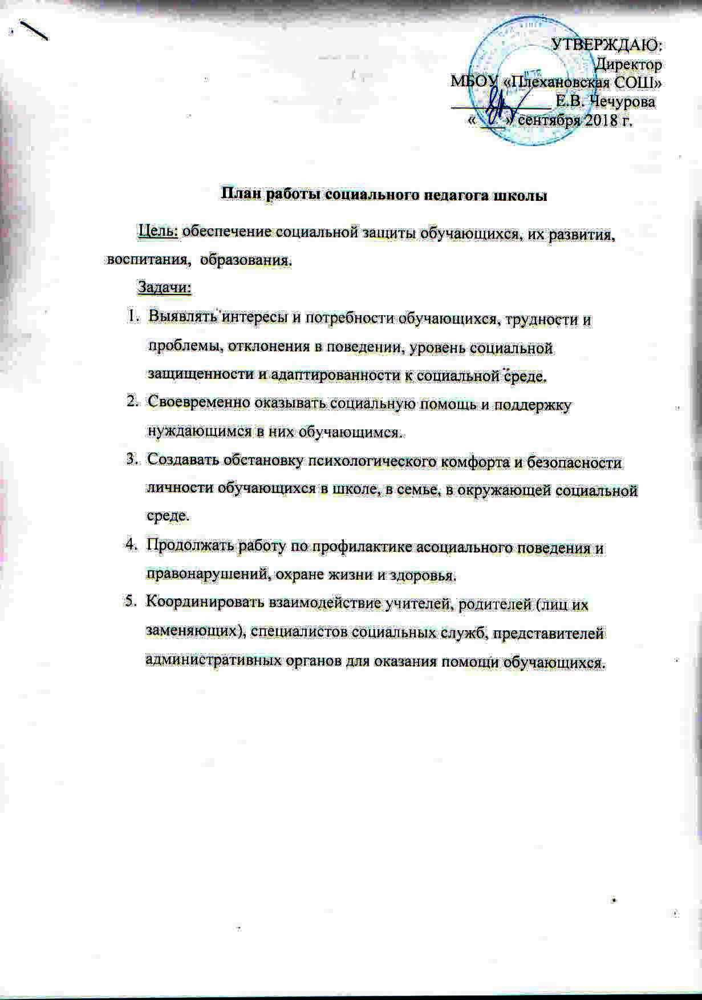 УТВЕРЖДАЮ:
Директор
МБОУ «Плехановская СОШ»
____________ Е.В. Чечурова
« ___» сентября 2018 г.
План работы социального педагога школы
Цель: обеспечение социальной защиты обучающихся, их развития,
воспитания, образования.
Задачи:
1. Выявлять интересы и потребности обучающихся, трудности и
проблемы, отклонения в поведении, уровень социальной
защищенности и адаптированности к социальной среде.
2. Своевременно оказывать социальную помощь и поддержку
нуждающимся в них обучающимся.
3. Создавать обстановку психологического комфорта и безопасности
личности обучающихся в школе, в семье, в окружающей социальной
среде.
4. Продолжать работу по профилактике асоциального поведения и
правонарушений, охране жизни и здоровья.
5. Координировать взаимодействие учителей, родителей (лиц их
заменяющих), специалистов социальных служб, представителей
административных органов для оказания помощи обучающихся.